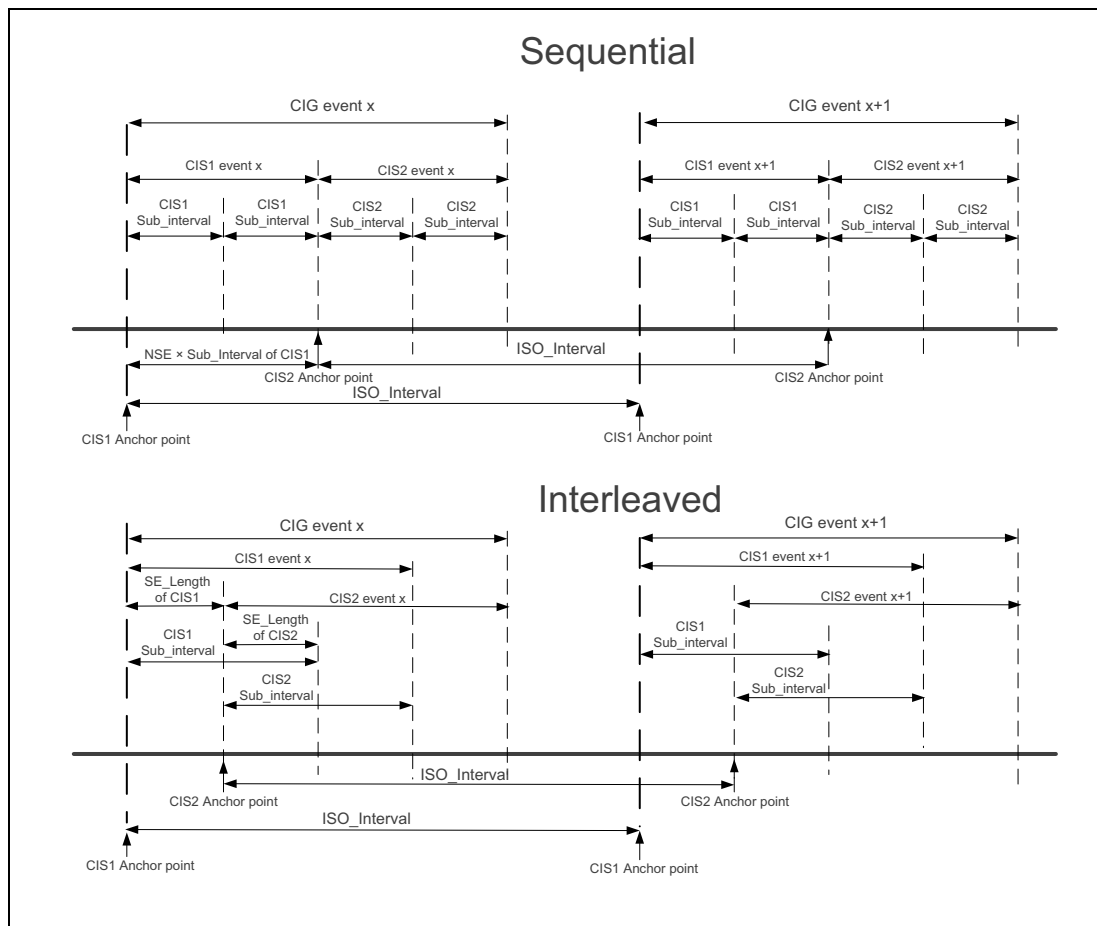 Sequential
CIG event x
CIG event x+1
CIS1 event x
CIS2 event x
CIS1 event x+1
CIS2 event x+1
CIS1
Sub_interval
CIS1
Sub_interval
CIS2
Sub_interval
CIS2
Sub_interval
CIS1
Sub_interval
CIS1
Sub_interval
CIS2
Sub_interval
CIS2
Sub_interval
NSE × Sub_Interval of CIS1
ISO_Interval
CIS2 Anchor point
CIS2 Anchor point
ISO_Interval
CIS1 Anchor point
CIS1 Anchor point
Interleaved
CIG event x
CIG event x+1
CIS1 event x
CIS1 event x+1
SE_Length
of CIS1
CIS2 event x
CIS2 event x+1
SE_Length
of CIS2
CIS1
Sub_interval
CIS1
Sub_interval
CIS2
Sub_interval
CIS2
Sub_interval
ISO_Interval
CIS2 Anchor point
CIS2 Anchor point
ISO_Interval
CIS1 Anchor point
CIS1 Anchor point